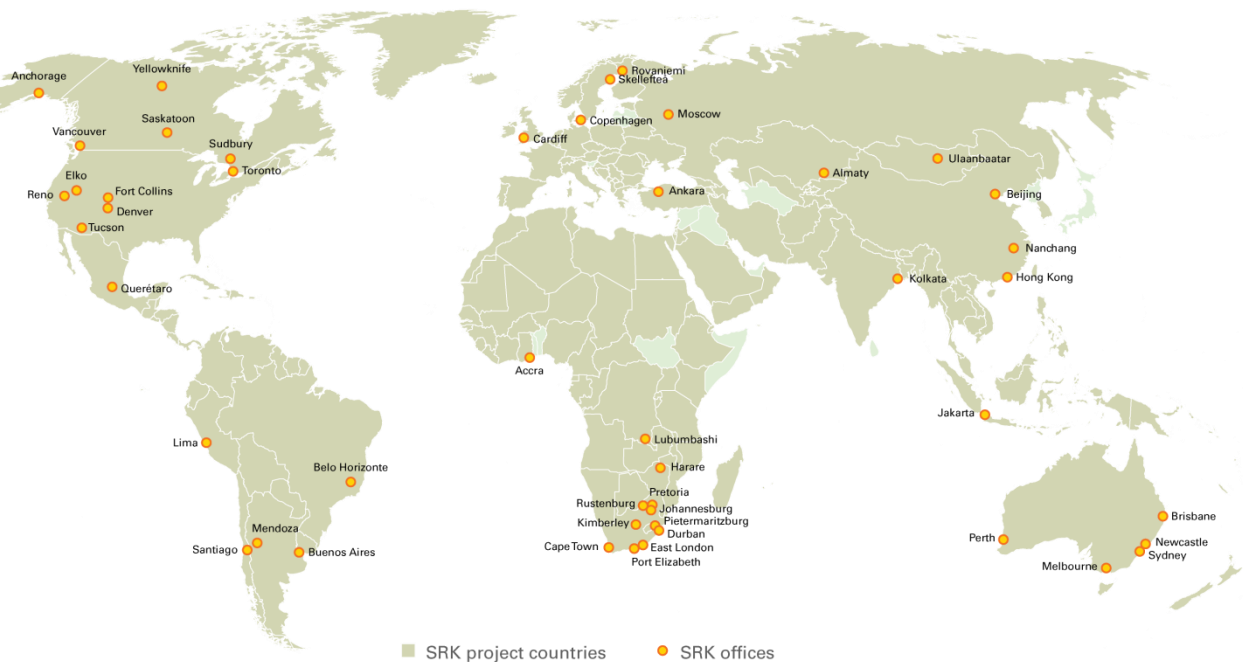 Anchorage
Yellowknife
Vancouver
Saskatoon
Sudbury
Toronto
Elko
Reno
Fort Collins
Denver
Tucson
Querétaro
Lima
Belo Horizonte
Mendoza
Santiago
Buenos Aires
Rovaniemi
Skellefteå
Copenhagen
Moscow
Cardiff
Ankara
Almaty
Ulaanbaatar
Beijing
Nanchang
Hong Kong
Kolkata
Accra
Jakarta
Lubumbashi
Harare
Pretoria
Rustenburg
Johannesburg
Kimberley
Pietermaritzburg
Durban
Cape Town
East London
Port Elizabeth
Brisbane
Perth
Newcastle
Sydney
Melbourne
SRK project countries
SRK offices